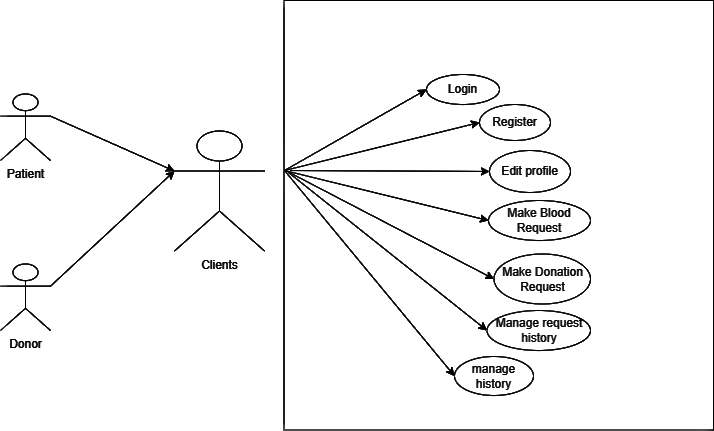 Login
Register
Patient
Edit profile
Make Blood
Request
Clients
Make Donation
Request
Donor
Manage request
history
manage
history